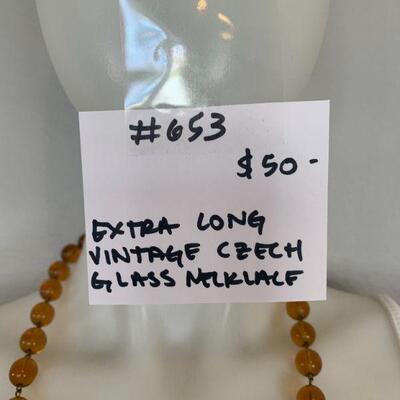 #653
$50-
EXTRA LONG
VINTAGE CZECH
GLASS NECKLACE